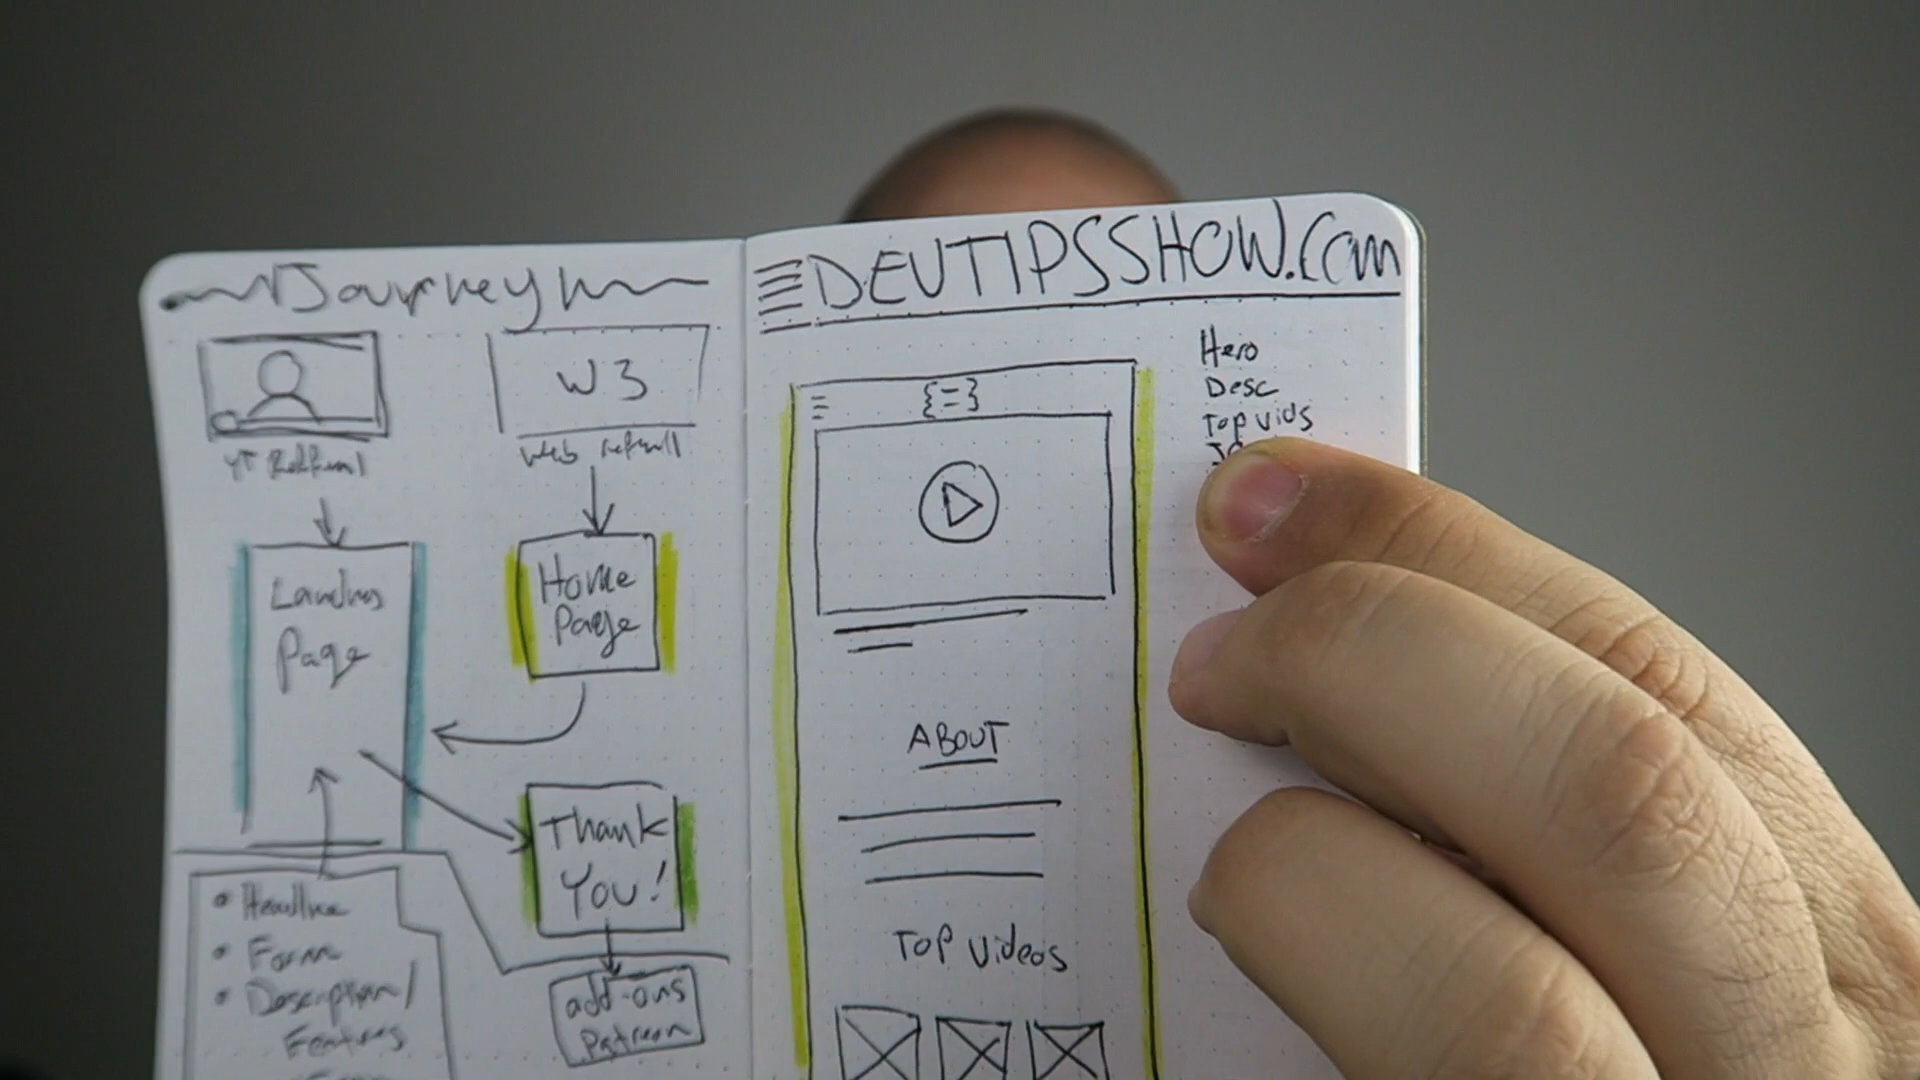 Journey
W3
YT Referral
Web referral
Landing
Page
Home
Page
Thank
You!
• Headline
• Form
• Description/
Features
add-ons
Patreon
DEVTIPSSHOW.Com
Hero
Desc
Top vids
{=}
ABOUT
Top Videos